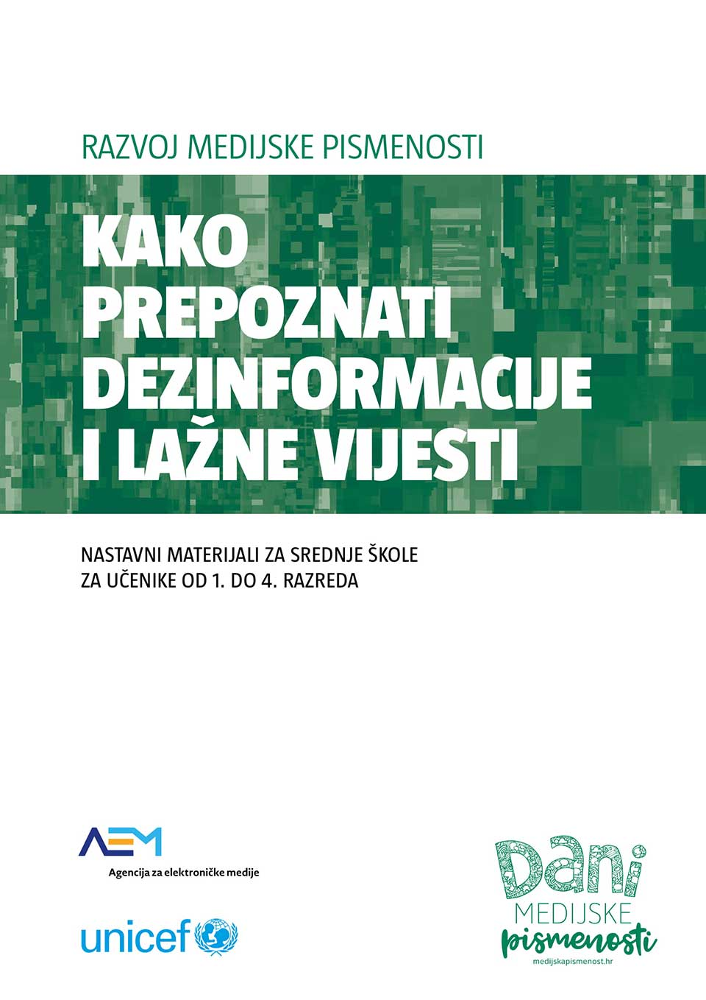 RAZVOJ MEDIJSKE PISMENOSTI
KAKO
PREPOZNATI
DEZINFORMACIJE
I LAŽNE VIJESTI
NASTAVNI MATERIJALI ZA SREDNJE ŠKOLE
ZA UČENIKE OD 1. DO 4. RAZREDA
AEM
Agencija za elektroničke medije
unicef
Dani
MEDIJSKE
pismenosti
medijskapismenost.hr